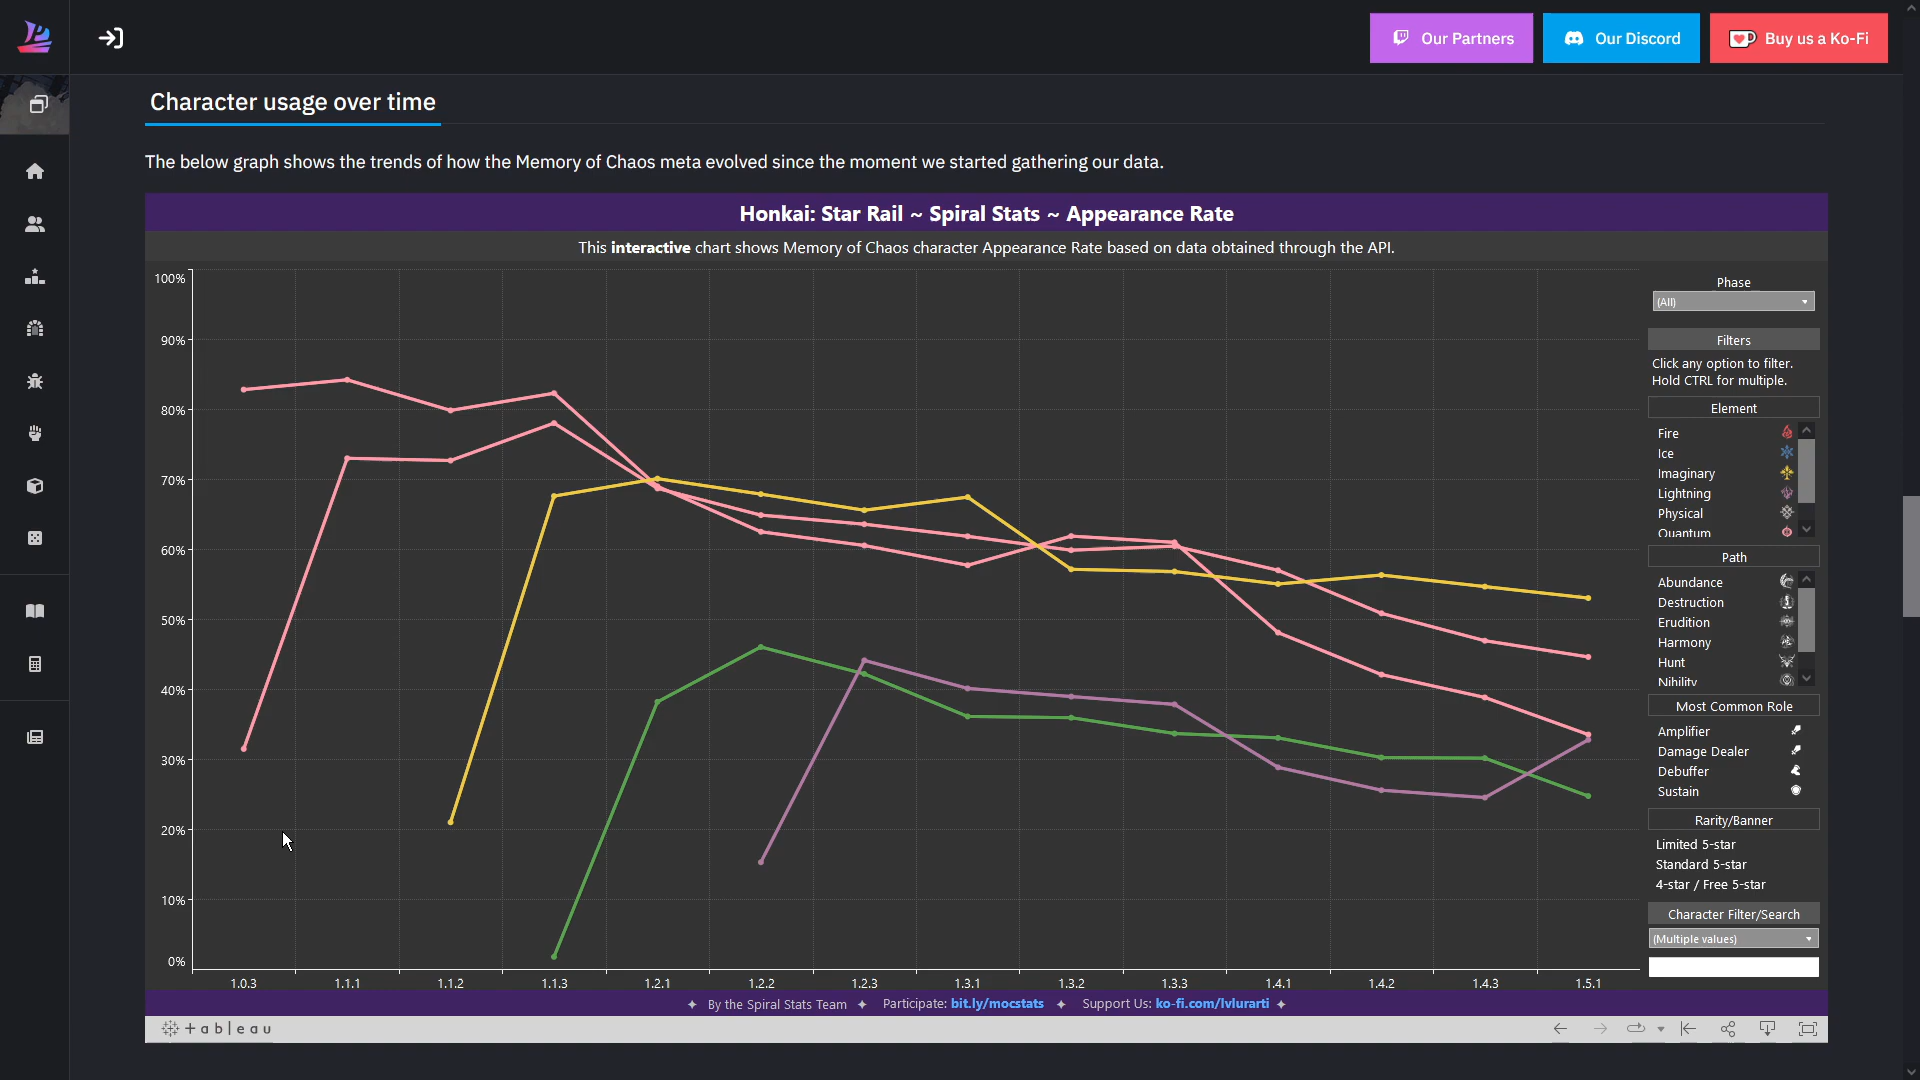 Our Partners
Our Discord
Buy us a Ko-Fi
Character usage over time
The below graph shows the trends of how the Memory of Chaos meta evolved since the moment we started gathering our data.
Honkai: Star Rail ~ Spiral Stats ~ Appearance Rate
This interactive chart shows Memory of Chaos character Appearance Rate based on data obtained through the API.
100%
90%
80%
70%
60%
50%
40%
30%
20%
10%
0%
1.0.3
1.1.1
1.1.2
1.1.3
1.2.1
1.2.2
1.2.3
1.3.1
1.3.2
1.3.3
1.4.1
1.4.2
1.4.3
1.5.1
Phase
(All)
Filters
Click any option to filter.
Hold CTRL for multiple.
Element
Fire
Ice
Imaginary
Lightning
Physical
Quantum
Path
Abundance
Destruction
Erudition
Harmony
Hunt
Nihility
Most Common Role
Amplifier
Damage Dealer
Debuffer
Sustain
Rarity/Banner
Limited 5-star
Standard 5-star
4-star / Free 5-star
Character Filter/Search
(Multiple values)
✦ By the Spiral Stats Team ✦ Participate: bit.ly/mocstats ✦ Support Us: ko-fi.com/lvlurarti ✦
+ a b | e a u